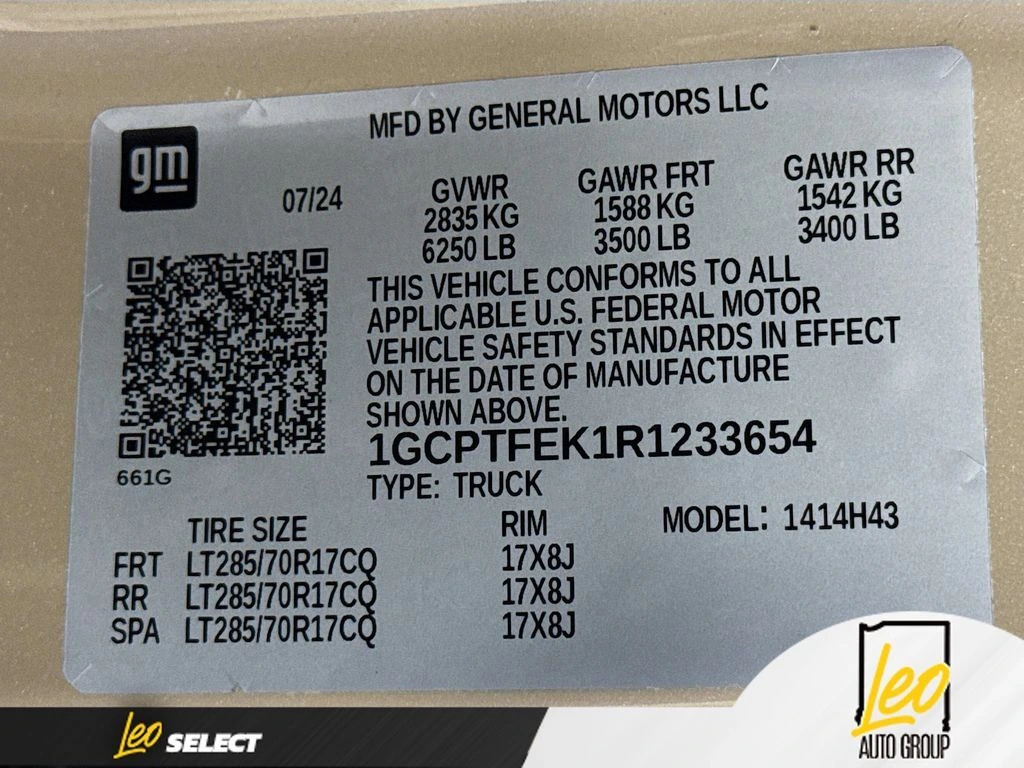 MFD BY GENERAL MOTORS LLC
gm
07/24
GVWR GAWR FRT GAWR RR
2835 KG 1588 KG 1542 KG
6250 LB 3500 LB 3400 LB
THIS VEHICLE CONFORMS TO ALL
APPLICABLE U.S. FEDERAL MOTOR
VEHICLE SAFETY STANDARDS IN EFFECT
ON THE DATE OF MANUFACTURE
SHOWN ABOVE.
1GCPTFEK1R1233654
661G
TYPE: TRUCK
TIRE SIZE RIM MODEL: 1414H43
FRT LT285/70R17CQ 17X8J
RR LT285/70R17CQ 17X8J
SPA LT285/70R17CQ 17X8J
Leo SELECT
Leo
AUTO GROUP